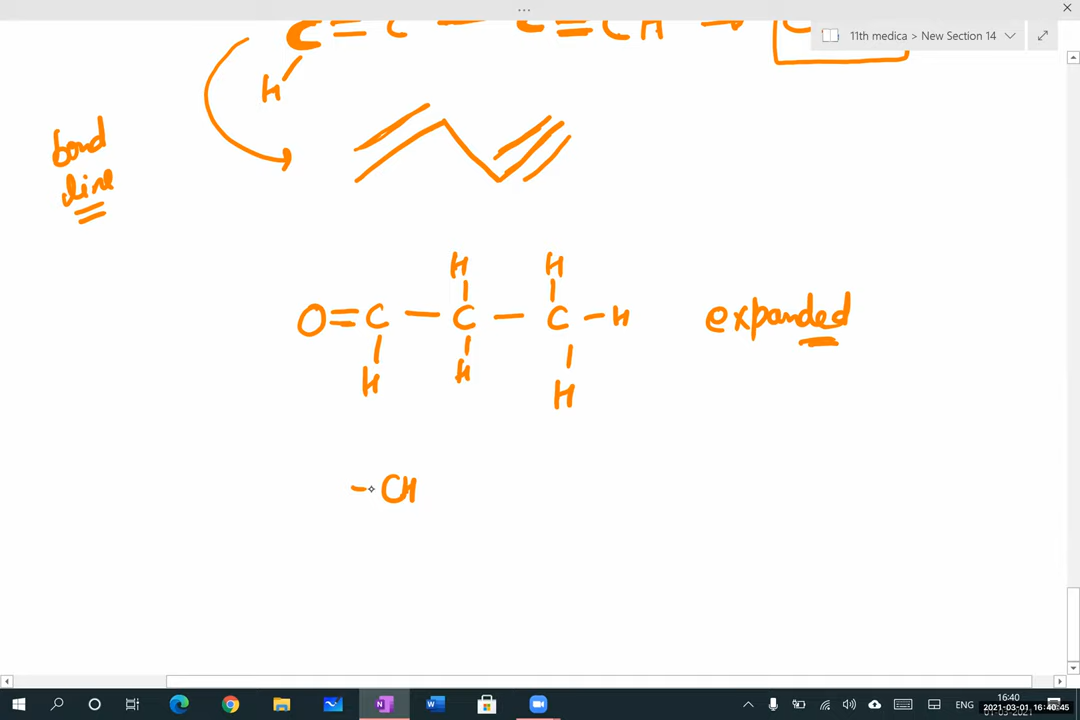 11th medica > New Section 14
C = C — C ≡ CH
H
bond
line
H H
O=C — C — C -H expanded
H H H
- CH
ENG
16:40
2021-03-01 16:40:45